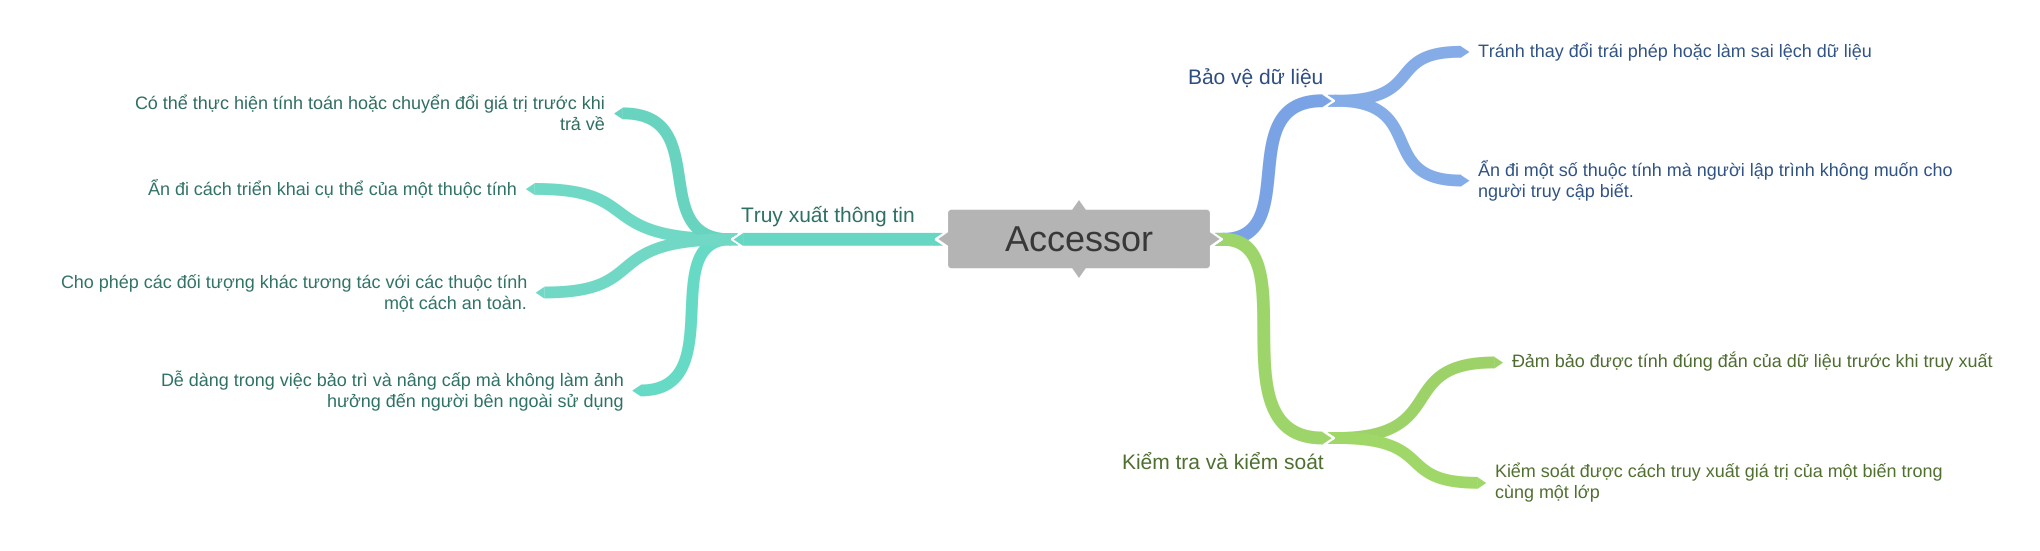 Accessor
Bảo vệ dữ liệu
Tránh thay đổi trái phép hoặc làm sai lệch dữ liệu
Ẩn đi một số thuộc tính mà người lập trình không muốn cho
người truy cập biết.
Kiểm tra và kiểm soát
Đảm bảo được tính đúng đắn của dữ liệu trước khi truy xuất
Kiểm soát được cách truy xuất giá trị của một biến trong
cùng một lớp
Truy xuất thông tin
Có thể thực hiện tính toán hoặc chuyển đổi giá trị trước khi
trả về
Ẩn đi cách triển khai cụ thể của một thuộc tính
Cho phép các đối tượng khác tương tác với các thuộc tính
một cách an toàn.
Dễ dàng trong việc bảo trì và nâng cấp mà không làm ảnh
hưởng đến người bên ngoài sử dụng